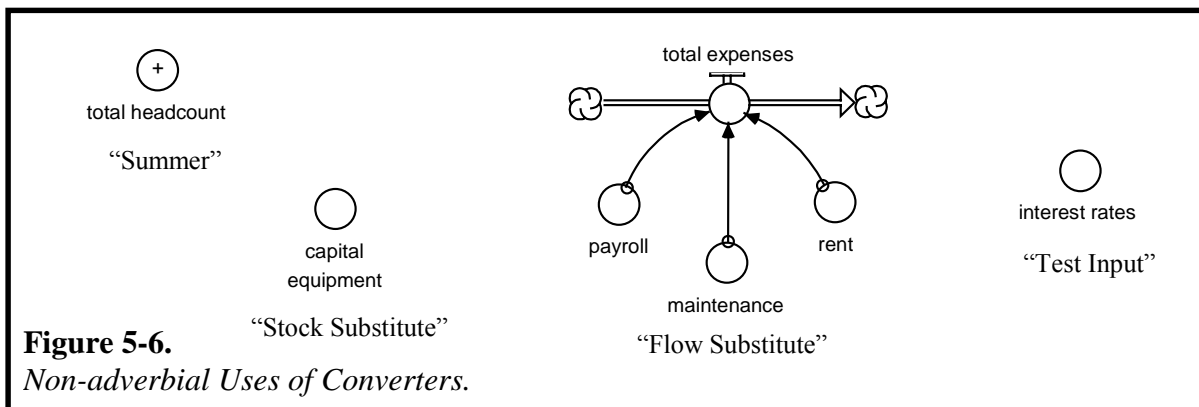 +
total headcount
“Summer”
capital
equipment
“Stock Substitute”
total expenses
payroll
maintenance
rent
“Flow Substitute”
interest rates
“Test Input”
Figure 5-6.
Non-adverbial Uses of Converters.